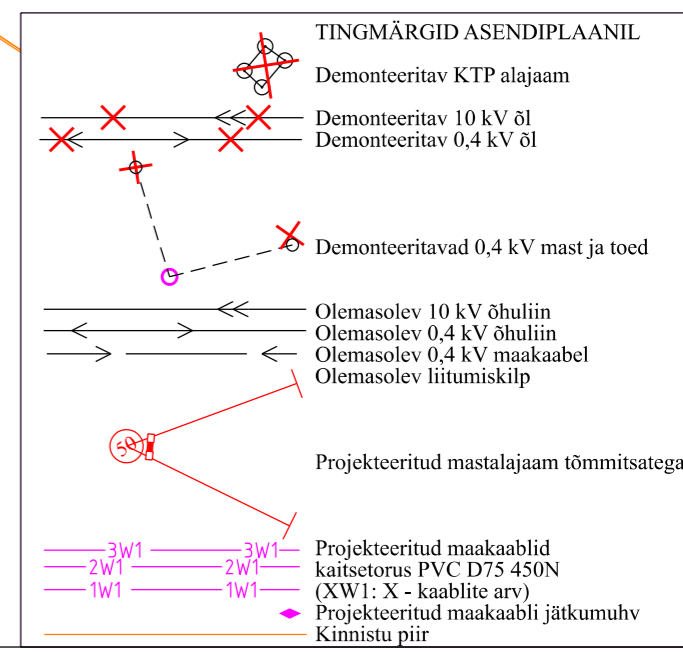 TINGMÄRGID ASENDIPLAANIL
Demonteeritav KTP alajaam
Demonteeritav 10 kV õl
Demonteeritav 0,4 kV õl
Demonteeritavad 0,4 kV mast ja toed
Olemasolev 10 kV õhuliin
Olemasolev 0,4 kV õhuliin
Olemasolev 0,4 kV maakaabel
Olemasolev liitumiskilp
50
Projekteeritud mastalajaam tõmmitsatega
3W1 3W1 Projekteeritud maakaablid
2W1 2W1 kaitsetorus PVC D75 450N
1W1 1W1 (XW1: X - kaablite arv)
Projekteeritud maakaabli jätkumuhv
Kinnistu piir